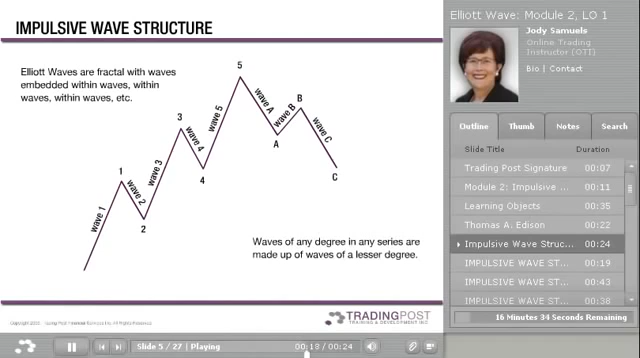 IMPULSIVE WAVE STRUCTURE
Elliott Waves are fractal with waves
embedded within waves, within
waves, within waves, etc.
wave 1
1
wave 2
2
wave 3
3
wave 4
4
wave 5
5
wave A
A
wave B
B
wave C
C
Waves of any degree in any series are
made up of waves of a lesser degree.
TRADINGPOST
TRAINING & DEVELOPMENT INC.
Slide 5 / 27 | Playing
00:19 / 00:24
Elliott Wave: Module 2, LO 1
Jody Samuels
Online Trading
Instructor (OTI)
Bio | Contact
Outline
Thumb
Notes
Search
Slide Title
Duration
Trading Post Signature 00:07
Module 2: Impulsive ... 00:11
Learning Objects 00:35
Thomas A. Edison 00:22
Impulsive Wave Struc... 00:24
IMPULSIVE WAVE ST... 00:19
IMPULSIVE WAVE ST... 00:43
IMPULSIVE WAVE ST... 00:38
16 Minutes 34 Seconds Remaining